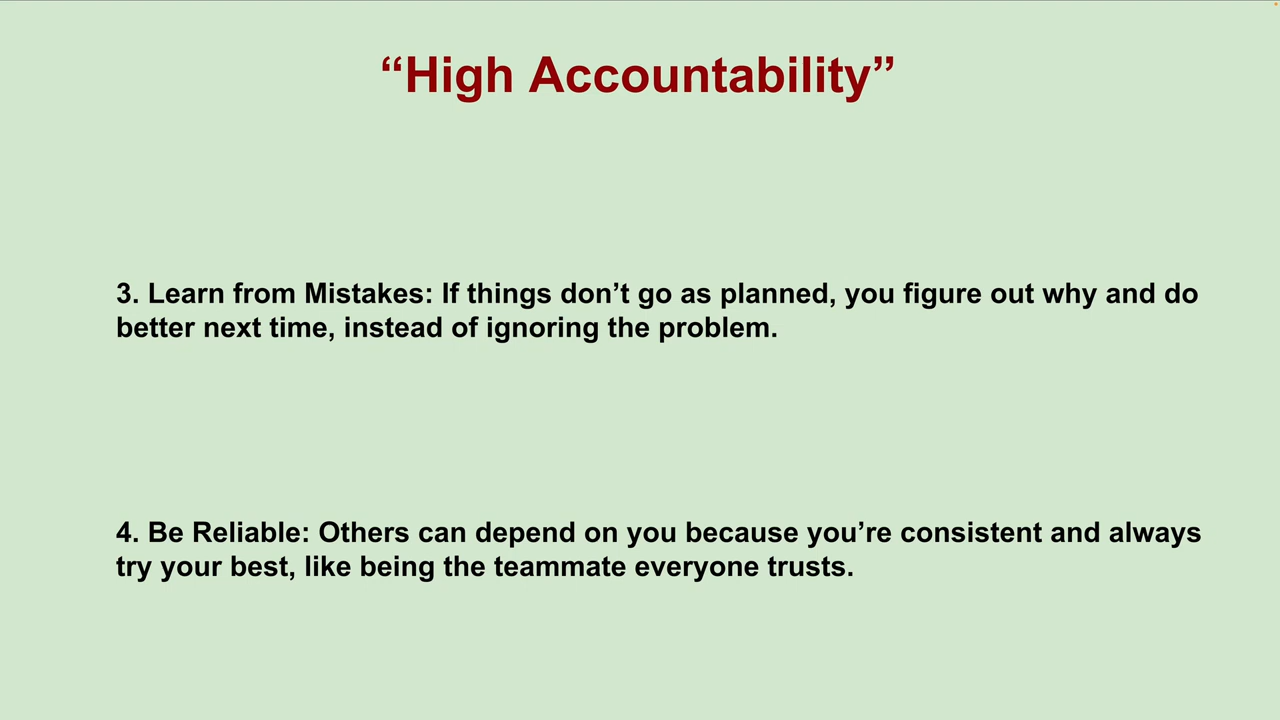 “High Accountability”
3. Learn from Mistakes: If things don’t go as planned, you figure out why and do
better next time, instead of ignoring the problem.
4. Be Reliable: Others can depend on you because you’re consistent and always
try your best, like being the teammate everyone trusts.